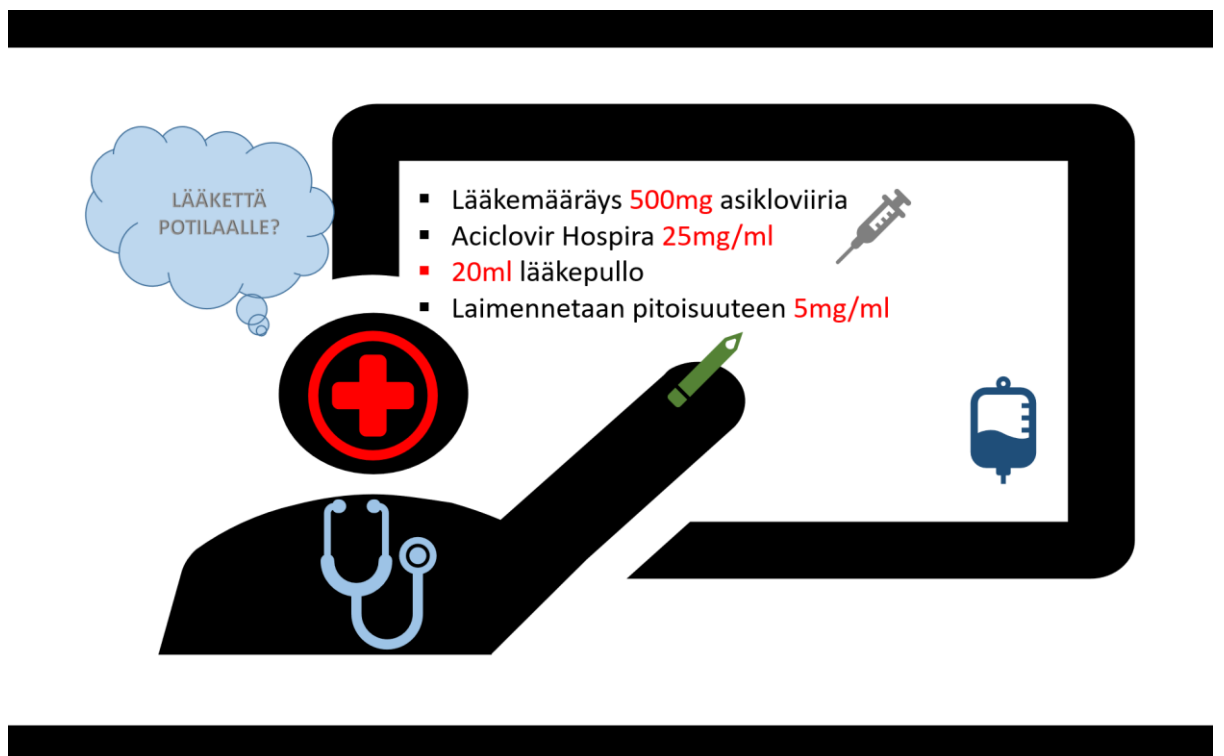 LÄÄKETTÄ
POTILAALLE?
▪ Lääkemääräys 500mg asikloviiria
▪ Aciclovir Hospira 25mg/ml
▪ 20ml lääkepullo
▪ Laimennetaan pitoisuuteen 5mg/ml